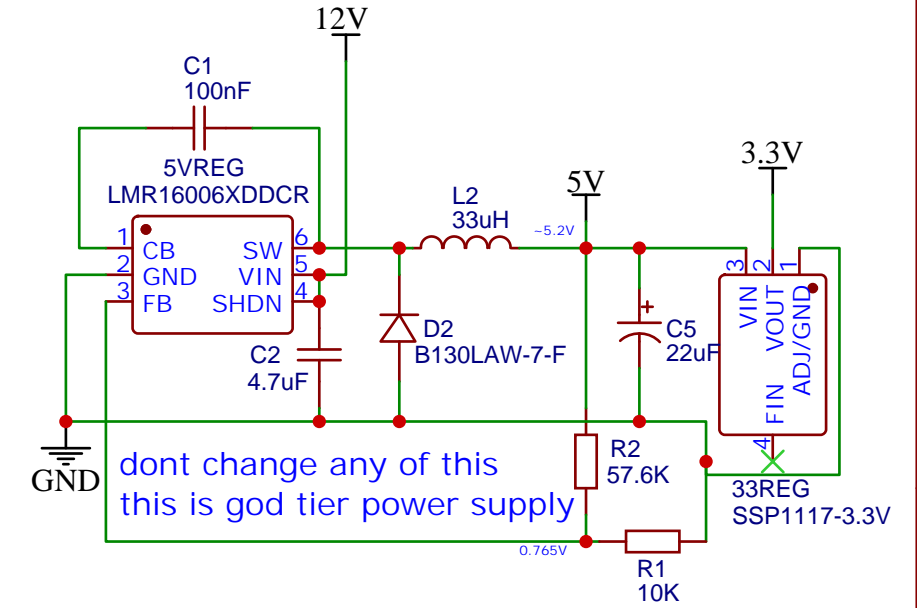 12V
C1
100nF
5VREG
LMR16006XDDCR
1 CB SW 6
2 GND VIN 5
3 FB SHDN 4
C2
4.7uF
D2
B130LAW-7-F
L2
33uH
~5.2V
5V
C5
22uF
3.3V
3 VIN
2 VOUT
1 ADJ/GND
4 FIN
33REG
SSP1117-3.3V
R2
57.6K
GND
dont change any of this
this is god tier power supply
0.765V
R1
10K